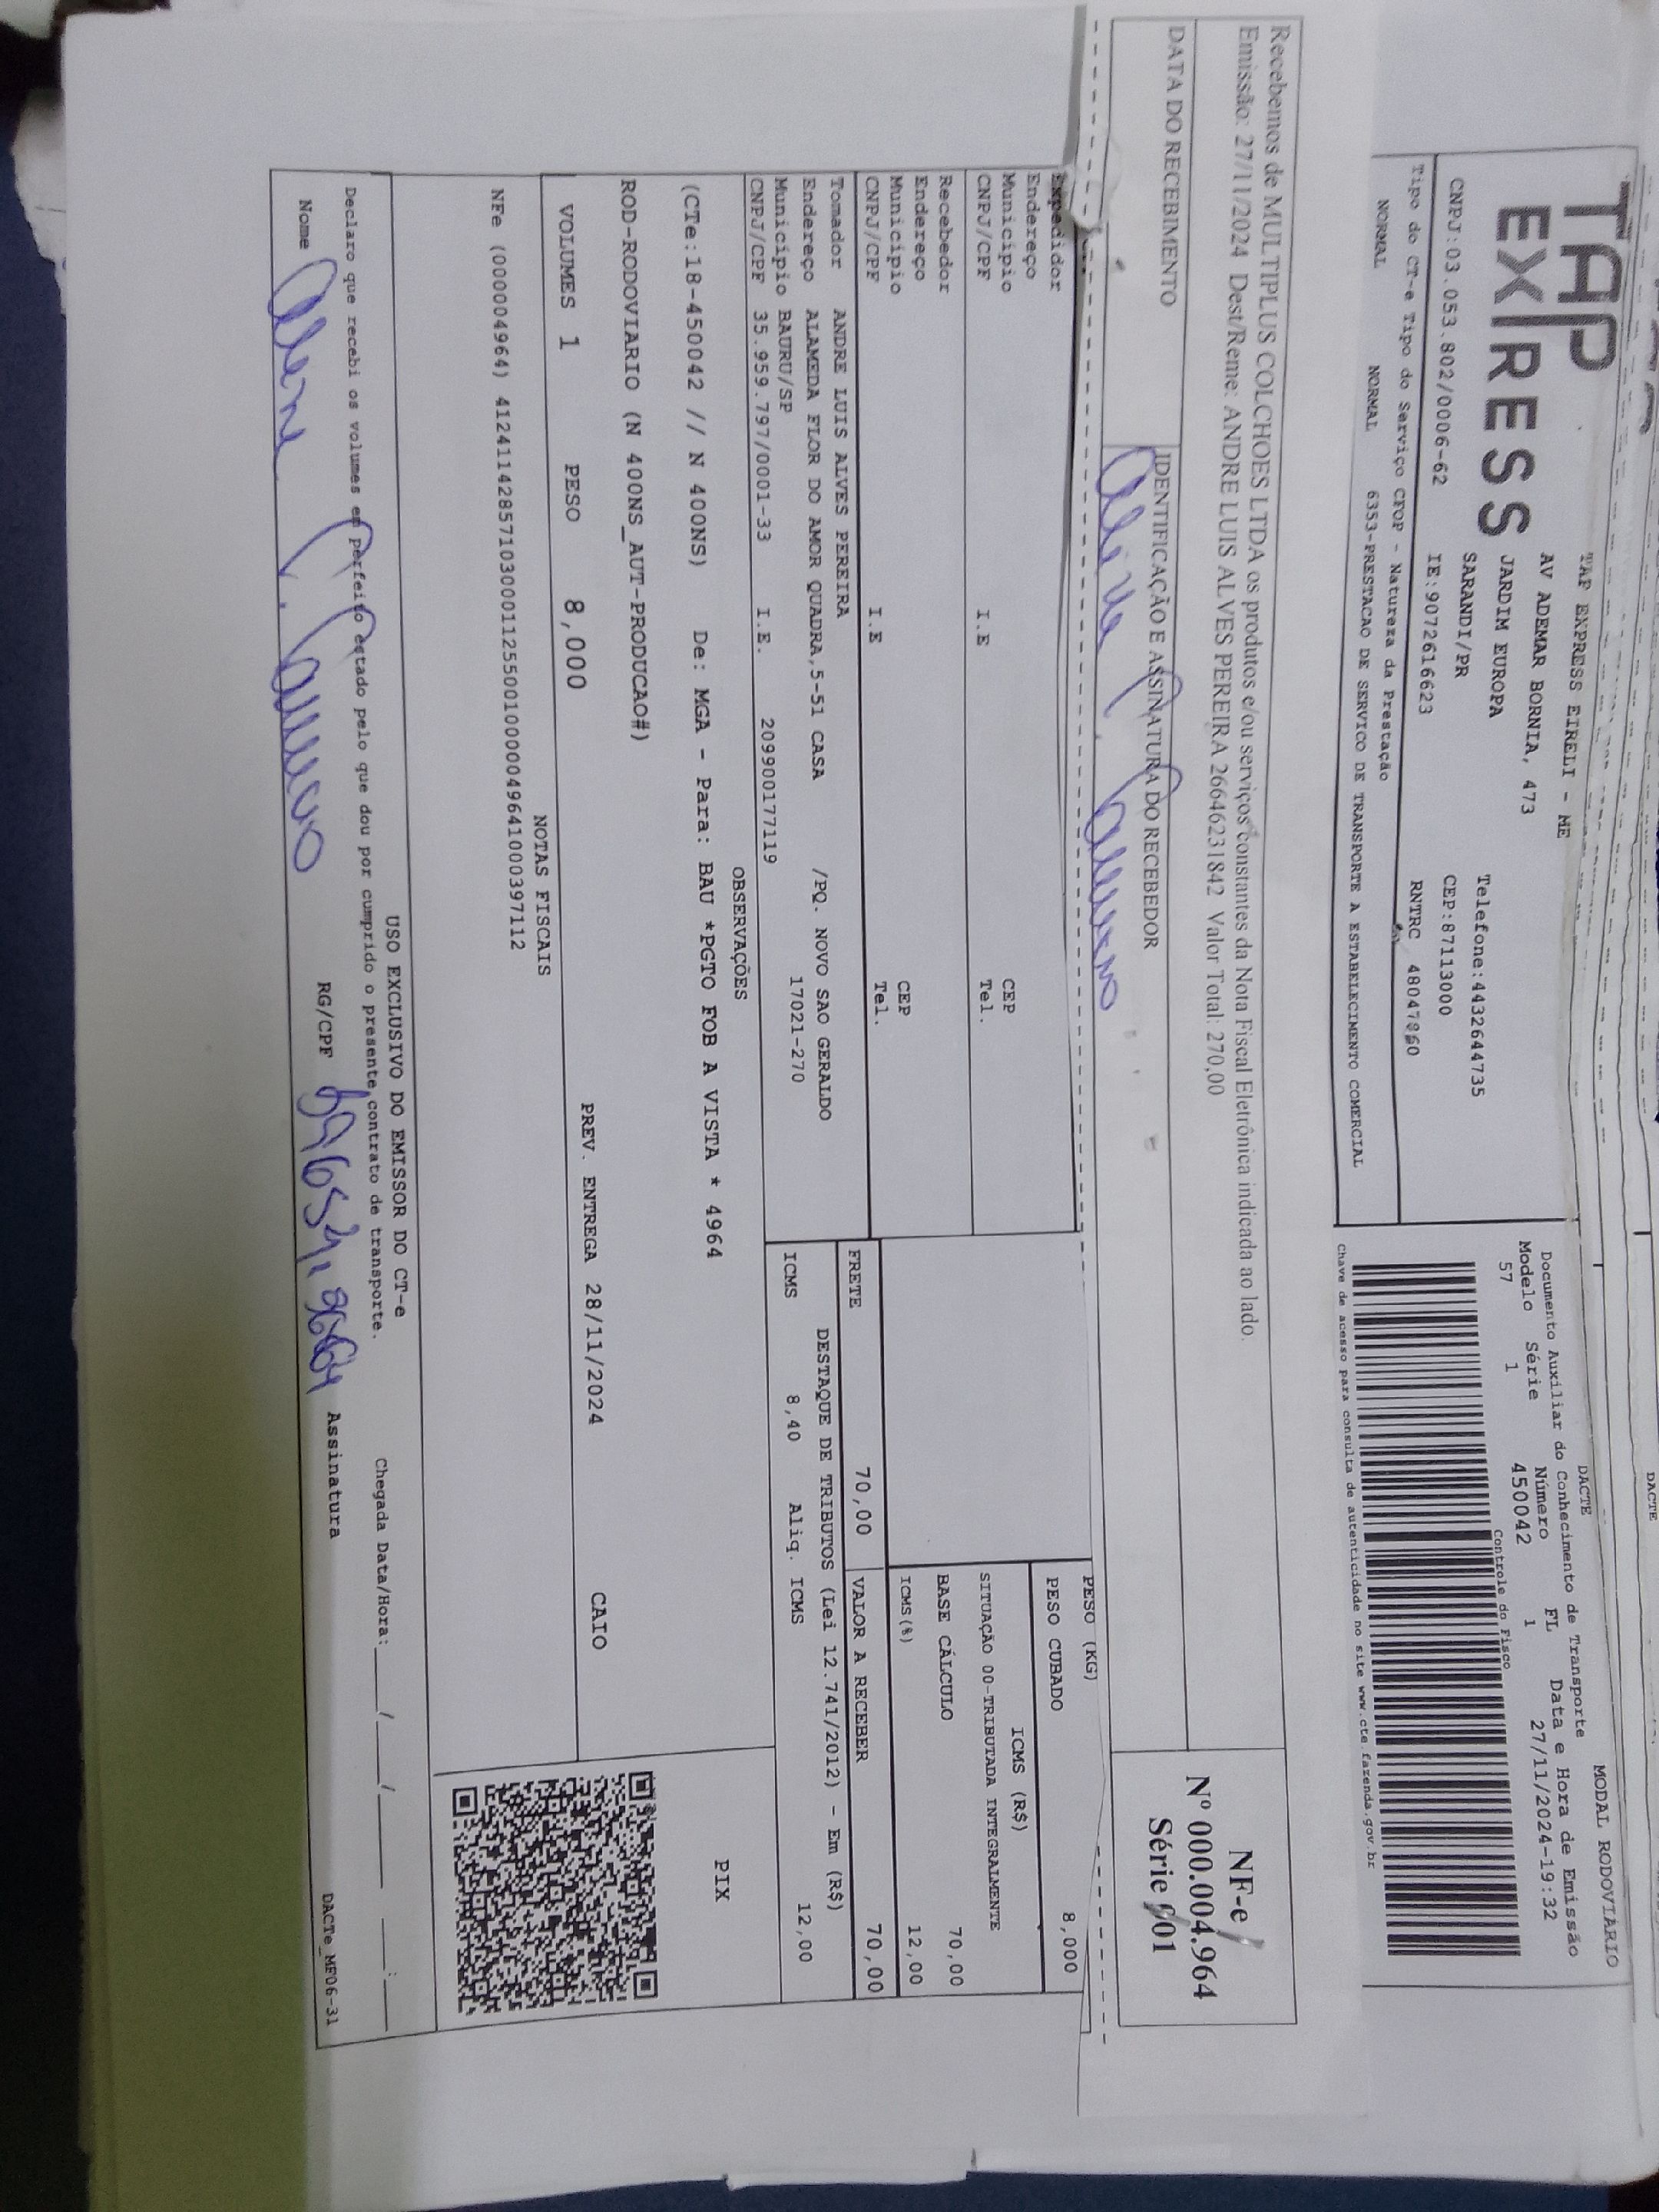 TAP
EXPRESS
TAP EXPRESS EIRELI - ME
AV ADEMAR BORNIA, 473
JARDIM EUROPA
Telefone:4432644735
SARANDI/PR
CEP:87113000
CNPJ:03.053.802/0006-62
IE:9072616623
RNTRC 48047860
Tipo do CT-e Tipo do Serviço CFOP - Natureza da Prestação
NORMAL NORMAL 6353-PRESTACAO DE SERVICO DE TRANSPORTE A ESTABELECIMENTO COMERCIAL
DACTE
MODAL RODOVIARIO
DACTE
Documento Auxiliar do Conhecimento de Transporte
Modelo Série Número FL Data e Hora de Emissão
57 1 450042 1 27/11/2024-19:32
Controle do Fisco
Chave de acesso para consulta de autenticidade no site www.cte.fazenda.gov.br
Recebemos de MULTIPLUS COLCHOES LTDA os produtos e/ou serviços constantes da Nota Fiscal Eletrônica indicada ao lado.
Emissão: 27/11/2024 Dest/Reme: ANDRE LUIS ALVES PEREIRA 26646231842 Valor Total: 270,00
DATA DO RECEBIMENTO
IDENTIFICAÇÃO E ASSINATURA DO RECEBEDOR
NF-e
Nº 000.004.964
Série 001
Expedidor
Endereço
Município CEP
CNPJ/CPF I.E Tel.
Recebedor
Endereço
Município CEP
CNPJ/CPF I.E Tel.
Tomador ANDRE LUIS ALVES PEREIRA
Endereço ALAMEDA FLOR DO AMOR QUADRA,5-51 CASA /PQ. NOVO SAO GERALDO
Município BAURU/SP 17021-270
CNPJ/CPF 35.959.797/0001-33 I.E. 209900177119
PESO (KG)
PESO CUBADO 8,000
ICMS (R$)
SITUAÇÃO 00-TRIBUTADA INTEGRALMENTE
BASE CÁLCULO 70,00
ICMS(%) 12,00
FRETE 70,00 VALOR A RECEBER 70,00
DESTAQUE DE TRIBUTOS (Lei 12.741/2012) - Em (R$)
ICMS 8,40 Aliq. ICMS 12,00
OBSERVAÇÕES
(CTe:18-450042 // N 400NS) De: MGA - Para: BAU *PGTO FOB A VISTA * 4964
ROD-RODOVIARIO (N 400NS_AUT-PRODUCAO#)
PIX
VOLUMES 1 PESO 8,000 PREV. ENTREGA 28/11/2024 CAIO
NOTAS FISCAIS
NFe (000004964) 41241142857103000112550010000049641000397112
USO EXCLUSIVO DO EMISSOR DO CT-e
Declaro que recebi os volumes em perfeito estado pelo que dou por cumprido o presente contrato de transporte. Chegada Data/Hora:____/____/____ ____:____
Nome RG/CPF Assinatura
DACTe_MF06-31